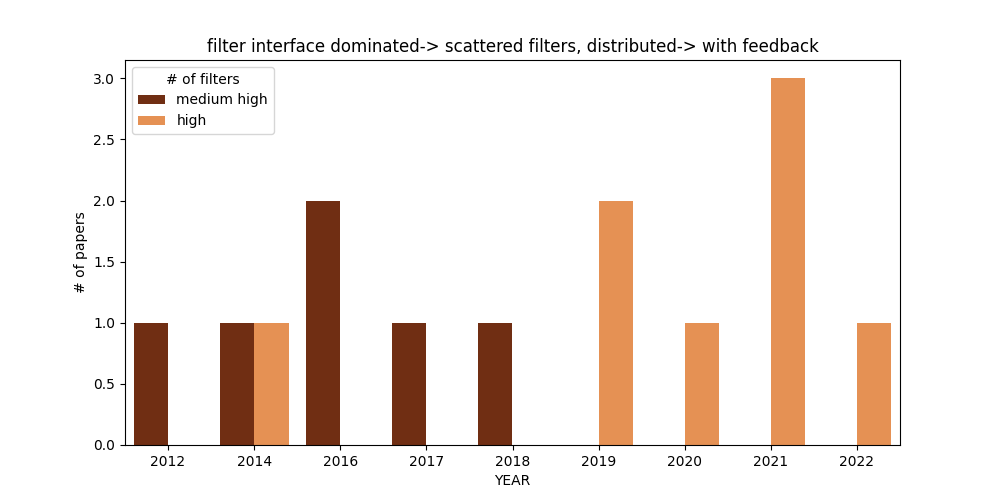 filter interface dominated-> scattered filters, distributed-> with feedback
# of filters
medium high
high
# of papers
3.0
2.5
2.0
1.5
1.0
0.5
0.0
2012 2014 2016 2017 2018 2019 2020 2021 2022
YEAR